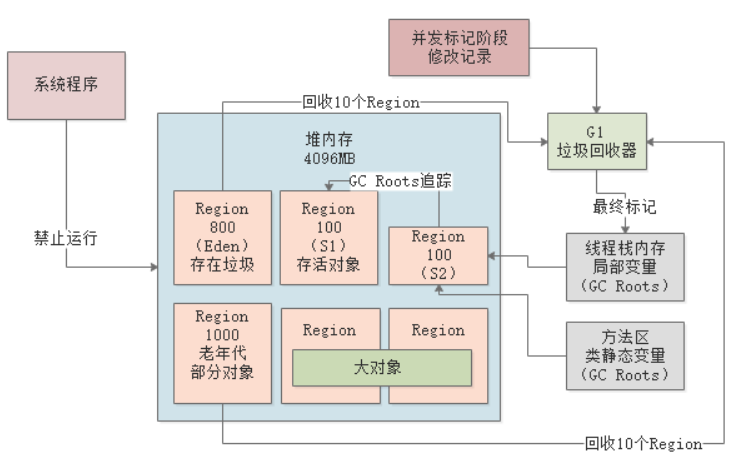 并发标记阶段
修改记录
系统程序
回收10个Region
G1
垃圾回收器
堆内存
4096MB
GC Roots追踪
Region
800
(Eden)
存在垃圾
Region
100
(S1)
存活对象
Region
100
(S2)
最终标记
禁止运行
线程栈内存
局部变量
(GC Roots)
Region
1000
老年代
部分对象
Region
Region
大对象
方法区
类静态变量
(GC Roots)
回收10个Region